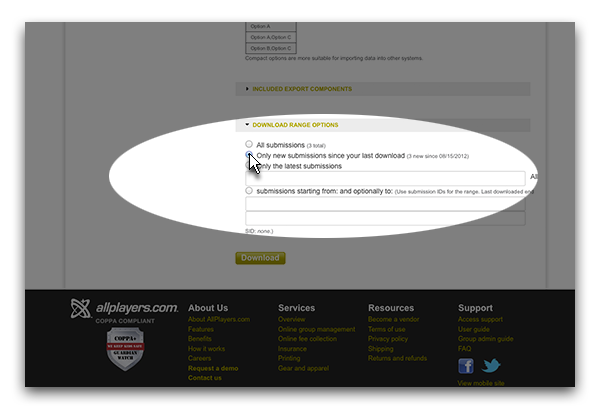 Option A
Option A,Option C
Option B,Option C
Compact options are more suitable for importing data into other systems.
INCLUDED EXPORT COMPONENTS
DOWNLOAD RANGE OPTIONS
All submissions (3 total)
Only new submissions since your last download (3 new since 08/15/2012)
Only the latest submissions
All
submissions starting from: and optionally to: (Use submission IDs for the range. Last downloaded end
SID: none.)
Download
allplayers.com
COPPA COMPLIANT
COPPA+
WE KEEP KIDS SAFE
GUARDIAN
WATCH
About Us
About AllPlayers.com
Features
Benefits
How it works
Careers
Request a demo
Contact us
Services
Overview
Online group management
Online fee collection
Insurance
Printing
Gear and apparel
Resources
Become a vendor
Terms of use
Privacy policy
Shipping
Returns and refunds
Support
Access support
User guide
Group admin guide
FAQ
View mobile site